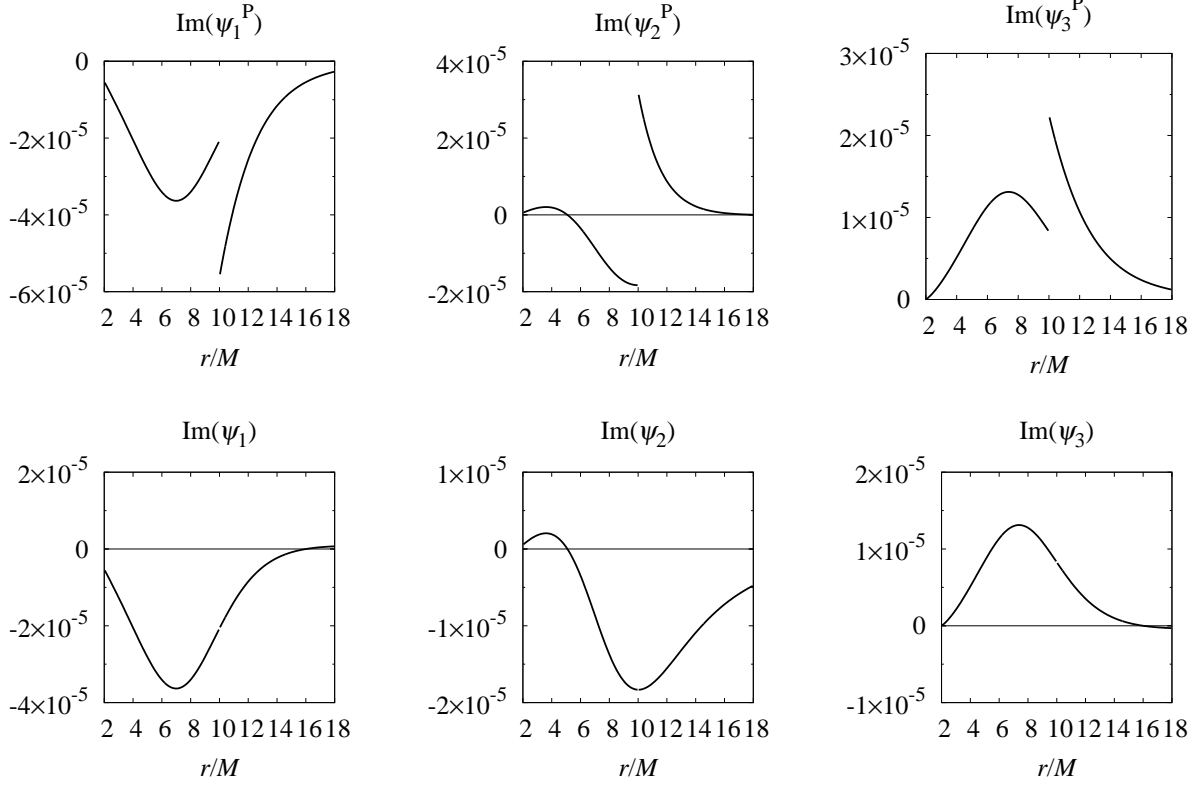 Im(ψ₁ᴾ)
0
-2×10⁻⁵
-4×10⁻⁵
-6×10⁻⁵
2 4 6 8 10 12 14 16 18
r/M
Im(ψ₂ᴾ)
4×10⁻⁵
2×10⁻⁵
0
-2×10⁻⁵
2 4 6 8 10 12 14 16 18
r/M
Im(ψ₃ᴾ)
3×10⁻⁵
2×10⁻⁵
1×10⁻⁵
0
2 4 6 8 10 12 14 16 18
r/M
Im(ψ₁)
2×10⁻⁵
0
-2×10⁻⁵
-4×10⁻⁵
2 4 6 8 10 12 14 16 18
r/M
Im(ψ₂)
1×10⁻⁵
0
-1×10⁻⁵
-2×10⁻⁵
2 4 6 8 10 12 14 16 18
r/M
Im(ψ₃)
2×10⁻⁵
1×10⁻⁵
0
-1×10⁻⁵
2 4 6 8 10 12 14 16 18
r/M